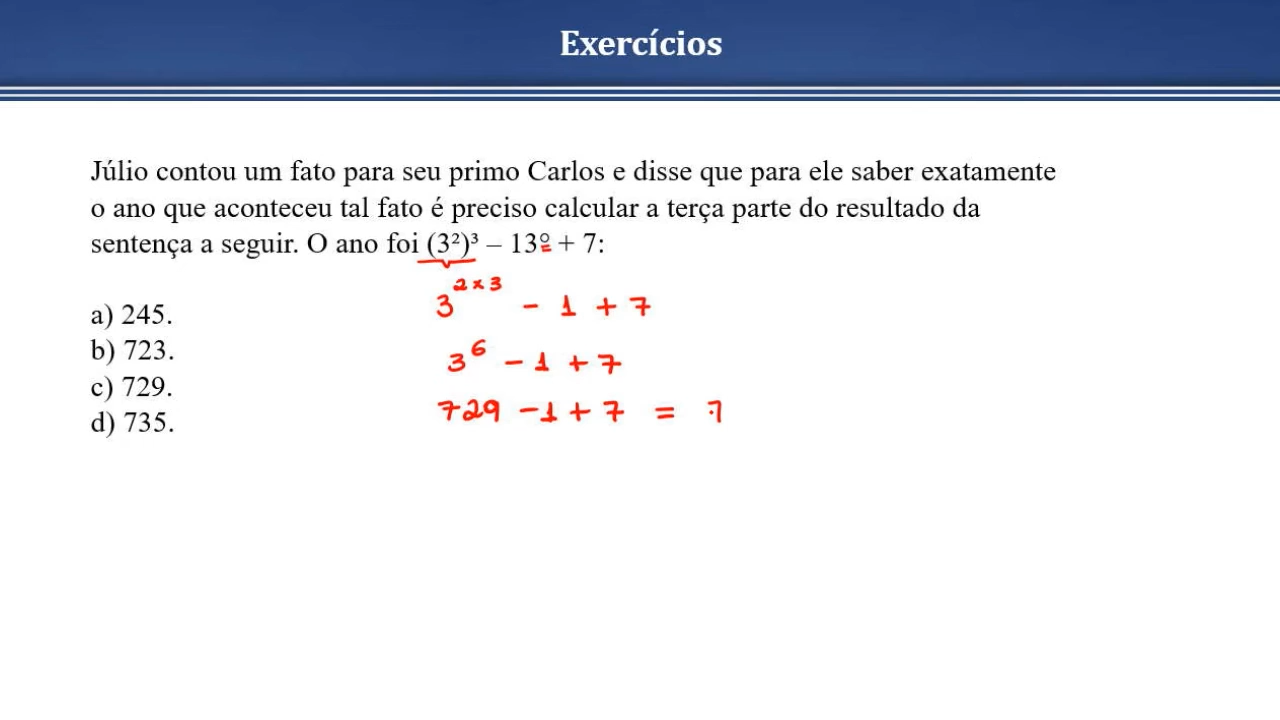 Exercícios
Júlio contou um fato para seu primo Carlos e disse que para ele saber exatamente
o ano que aconteceu tal fato é preciso calcular a terça parte do resultado da
sentença a seguir. O ano foi (3²)³ – 13º + 7:
a) 245.
b) 723.
c) 729.
d) 735.
3^{2×3} - 1 + 7
3^6 - 1 + 7
729 - 1 + 7 = 7